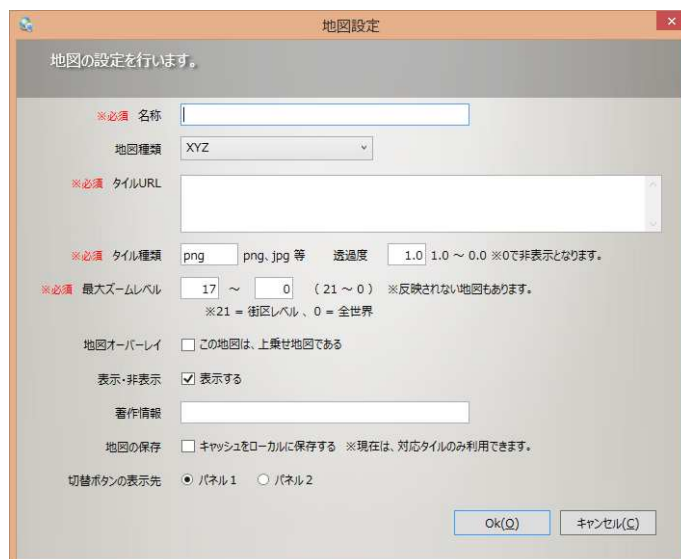 地図設定
地図の設定を行います。
※必須 名称
地図種類 XYZ
※必須 タイルURL
※必須 タイル種類 png png、jpg 等 透過度 1.0 1.0 ～ 0.0 ※0で非表示となります。
※必須 最大ズームレベル 17 ～ 0 （ 21 ～ 0 ） ※反映されない地図もあります。
※21 = 街区レベル 、0 = 全世界
地図オーバーレイ この地図は、上乗せ地図である
表示・非表示 表示する
著作情報
地図の保存 キャッシュをローカルに保存する ※現在は、対応タイルのみ利用できます。
切替ボタンの表示先 パネル1 パネル2
Ok(O) キャンセル(C)